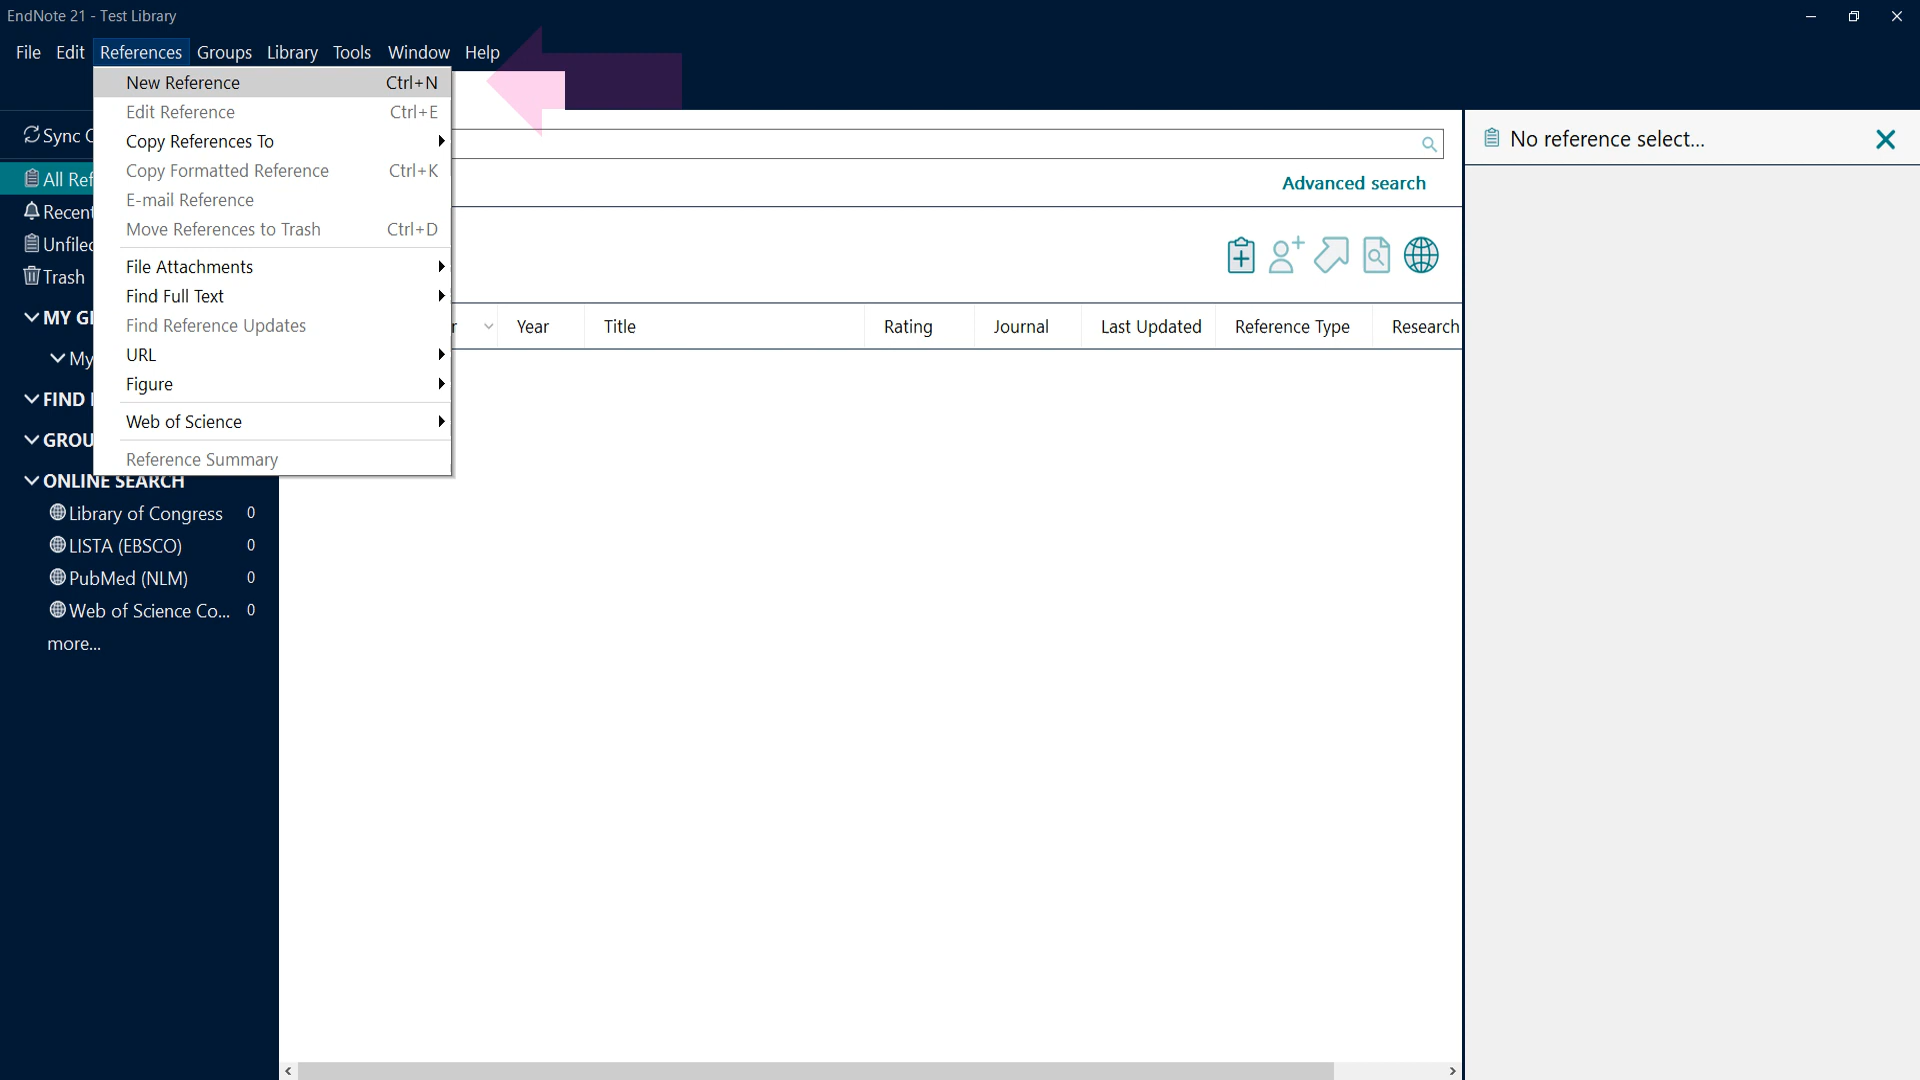 EndNote 21 - Test Library
File Edit References Groups Library Tools Window Help
New Reference Ctrl+N
Edit Reference Ctrl+E
Copy References To
Copy Formatted Reference Ctrl+K
E-mail Reference
Move References to Trash Ctrl+D
File Attachments
Find Full Text
Find Reference Updates
URL
Figure
Web of Science
Reference Summary
Sync
All Ref
Recent
Unfiled
Trash
MY G
My
FIND
GROU
ONLINE SEARCH
Library of Congress 0
LISTA (EBSCO) 0
PubMed (NLM) 0
Web of Science Co... 0
more...
Advanced search
r Year Title Rating Journal Last Updated Reference Type Research
No reference select...